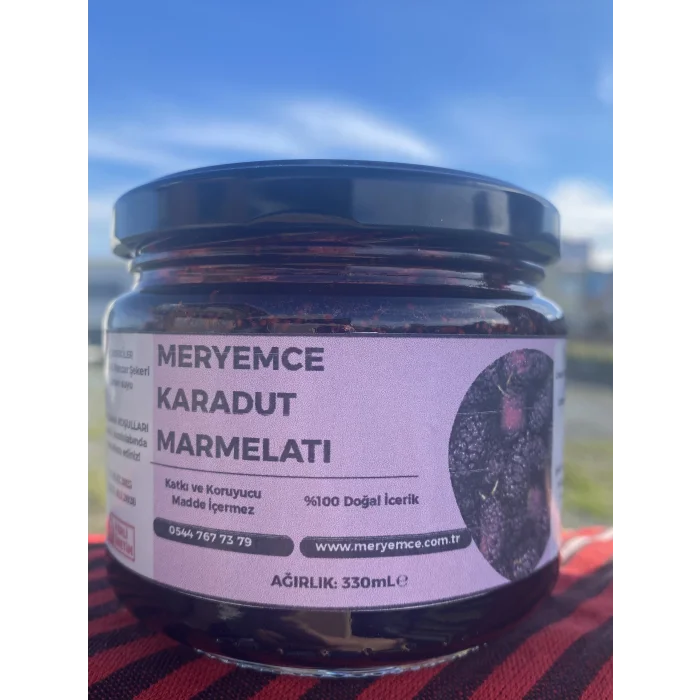 MERYEMCE
KARADUT
MARMELATI
Katkı ve Koruyucu
Madde İçermez
%100 Doğal İcerik
0544 767 73 79
www.meryemce.com.tr
AĞIRLIK: 330mL℮